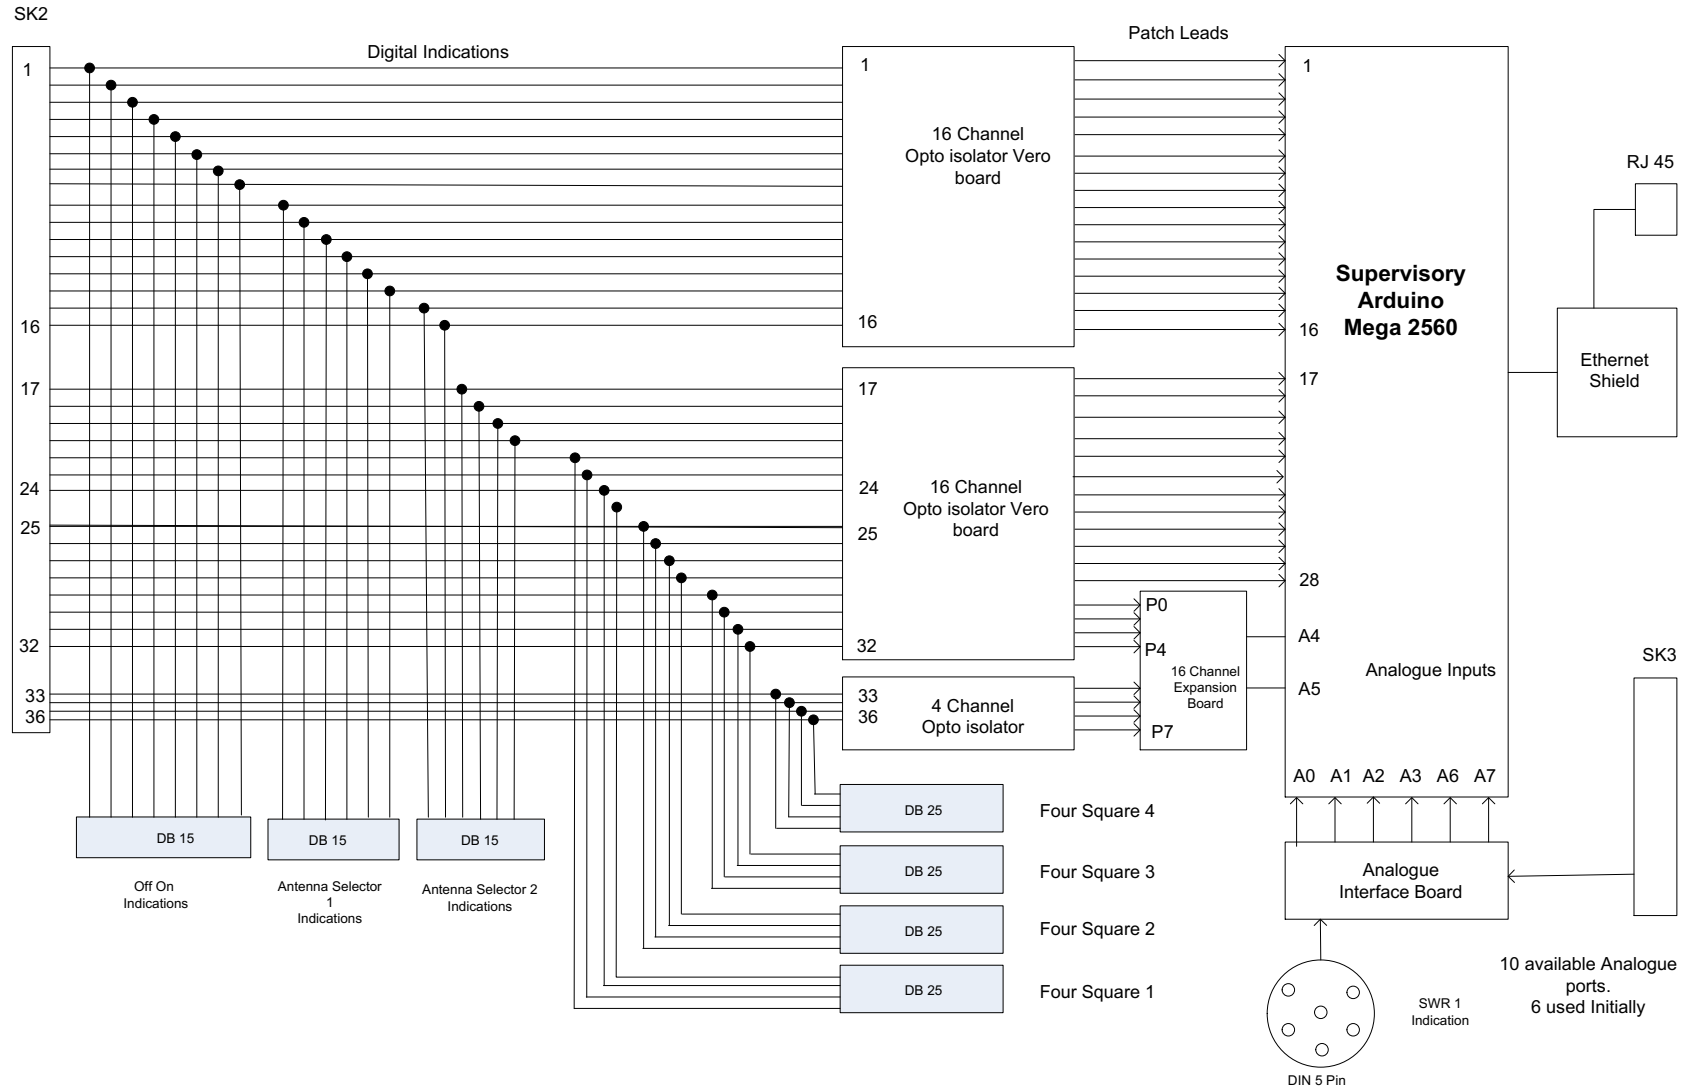 SK2
Digital Indications
Patch Leads
1
16
17
24
25
32
33
36
1
16 Channel
Opto isolator Vero
board
16
17
24
16 Channel
Opto isolator Vero
board
25
32
33
36
4 Channel
Opto isolator
P0
P4
16 Channel
Expansion
Board
P7
1
Supervisory
Arduino
Mega 2560
16
17
28
A4
Analogue Inputs
A5
A0
A1
A2
A3
A6
A7
RJ 45
Ethernet
Shield
SK3
Analogue
Interface Board
10 available Analogue
ports.
6 used Initially
SWR 1
Indication
DIN 5 Pin
DB 15
Off On
Indications
DB 15
Antenna Selector
1
Indications
DB 15
Antenna Selector 2
Indications
DB 25
Four Square 4
DB 25
Four Square 3
DB 25
Four Square 2
DB 25
Four Square 1